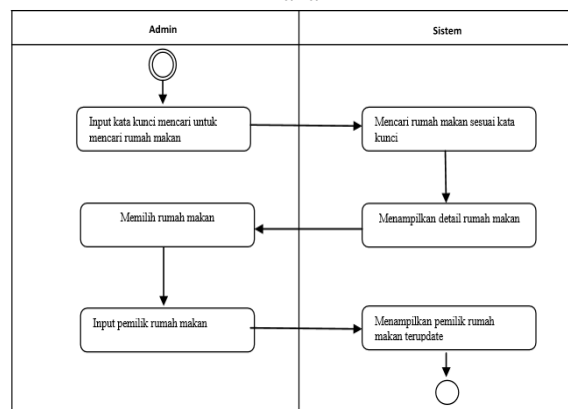 Admin
Sistem
Input kata kunci mencari untuk
mencari rumah makan
Mencari rumah makan sesuai kata
kunci
Memilih rumah makan
Menampilkan detail rumah makan
Input pemilik rumah makan
Menampilkan pemilik rumah
makan terupdate